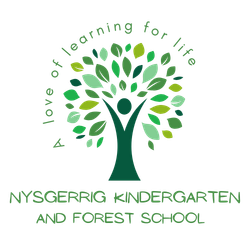 A love of learning for life
NYSGERRIG KINDERGARTEN
AND FOREST SCHOOL